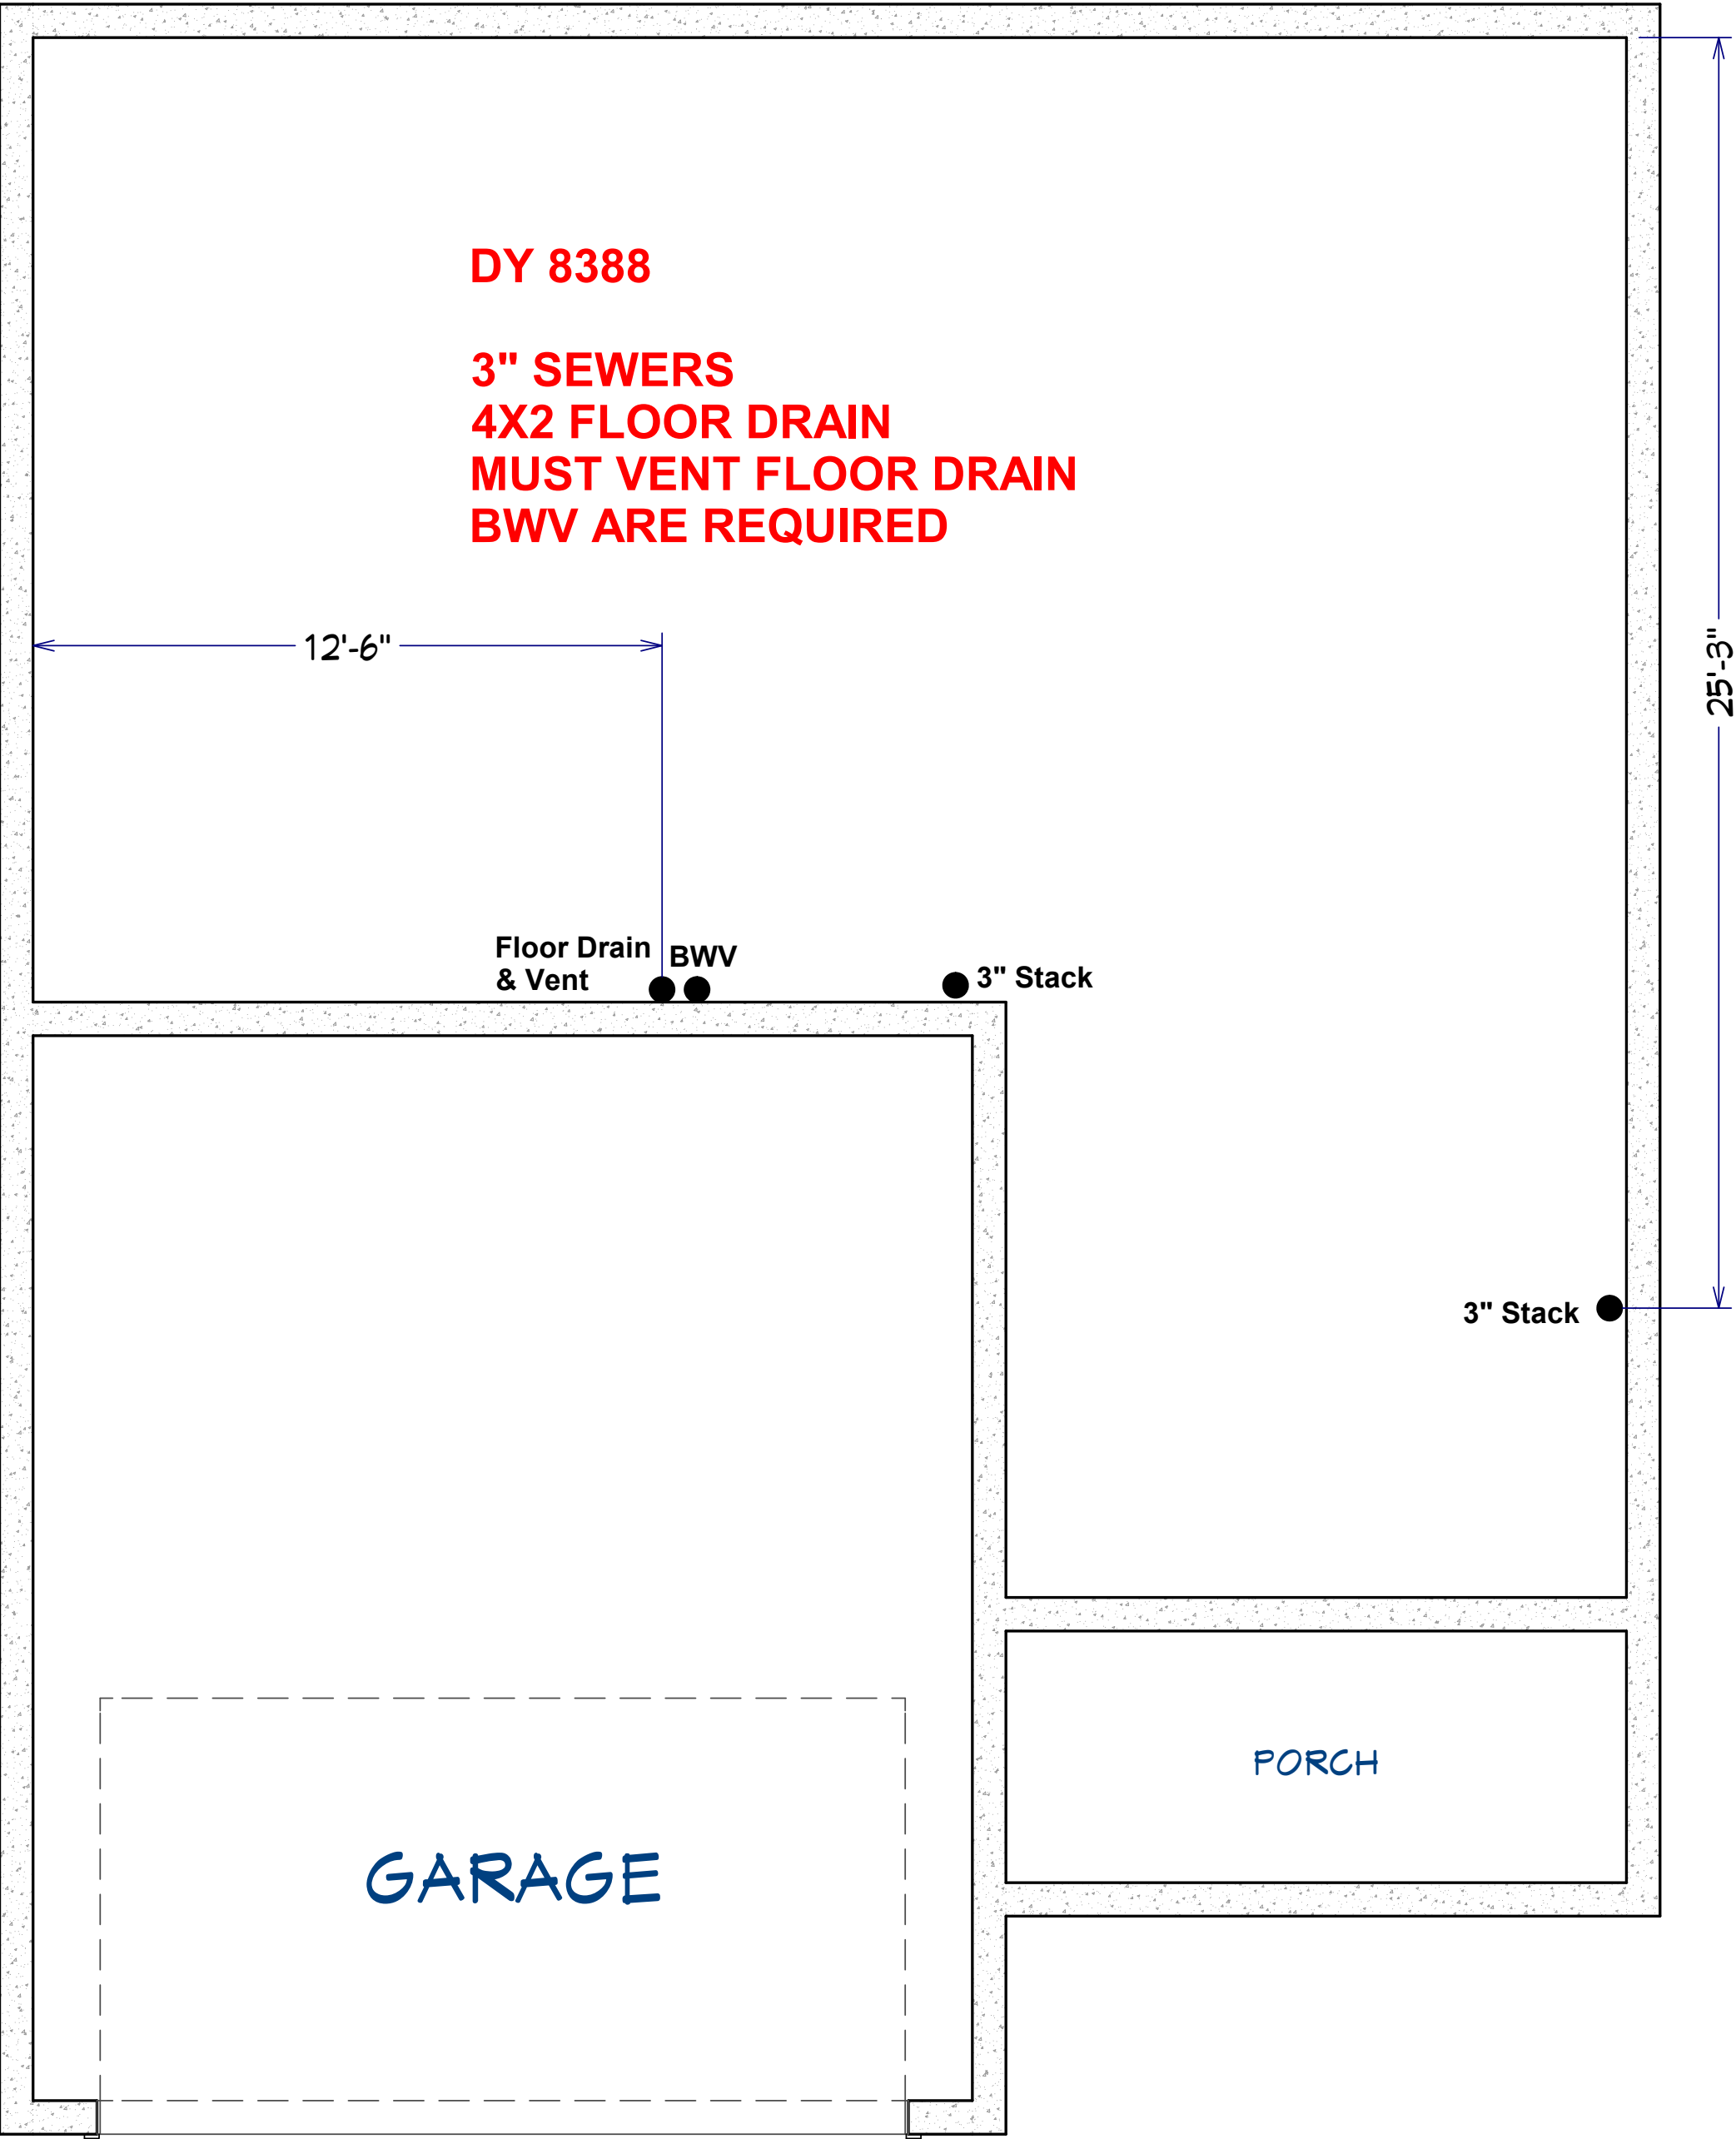 DY 8388
3" SEWERS
4X2 FLOOR DRAIN
MUST VENT FLOOR DRAIN
BWV ARE REQUIRED
12'-6"
25'-3"
Floor Drain
& Vent
BWV
3" Stack
3" Stack
PORCH
GARAGE